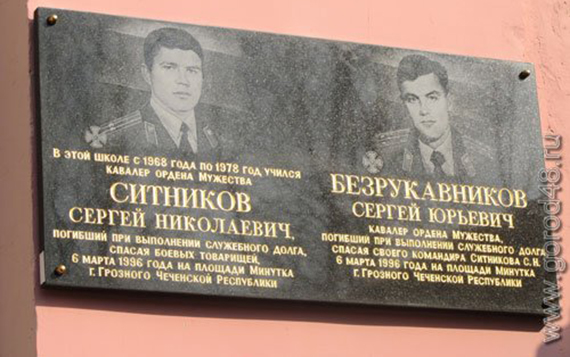 В ЭТОЙ ШКОЛЕ С 1968 ГОДА ПО 1978 ГОД УЧИЛСЯ
КАВАЛЕР ОРДЕНА МУЖЕСТВА
СИТНИКОВ
СЕРГЕЙ НИКОЛАЕВИЧ,
ПОГИБШИЙ ПРИ ВЫПОЛНЕНИИ СЛУЖЕБНОГО ДОЛГА,
СПАСАЯ БОЕВЫХ ТОВАРИЩЕЙ,
6 МАРТА 1996 ГОДА НА ПЛОЩАДИ МИНУТКА
Г. ГРОЗНОГО ЧЕЧЕНСКОЙ РЕСПУБЛИКИ
БЕЗРУКАВНИКОВ
СЕРГЕЙ ЮРЬЕВИЧ
КАВАЛЕР ОРДЕНА МУЖЕСТВА,
ПОГИБШИЙ ПРИ ВЫПОЛНЕНИИ СЛУЖЕБНОГО ДОЛГА
СПАСАЯ СВОЕГО КОМАНДИРА СИТНИКОВА С.Н.
6 МАРТА 1996 ГОДА НА ПЛОЩАДИ МИНУТКА
Г. ГРОЗНОГО ЧЕЧЕНСКОЙ РЕСПУБЛИКИ
www.gorod48.ru